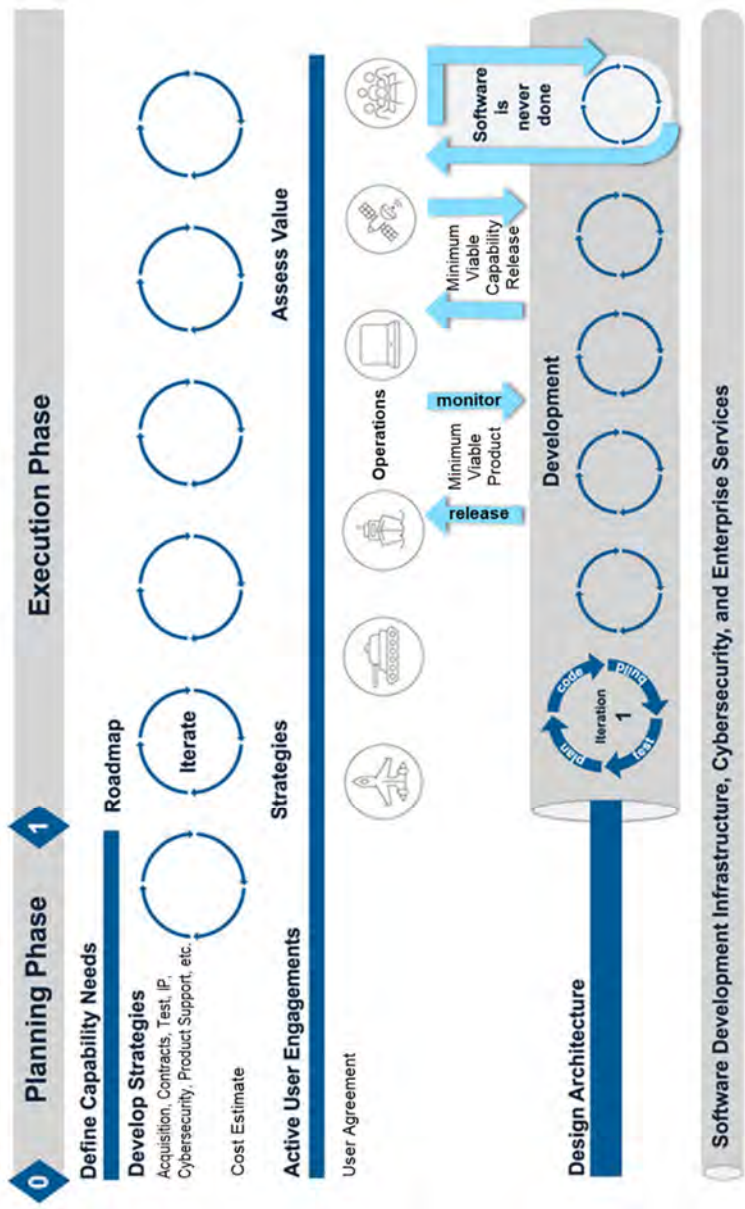 0
Planning Phase
1
Execution Phase
Define Capability Needs
Roadmap
Develop Strategies
Acquisition, Contracts, Test, IP,
Cybersecurity, Product Support, etc.
Iterate
Cost Estimate
Strategies
Assess Value
Active User Engagements
User Agreement
Operations
release
Minimum
Viable
Product
monitor
Minimum
Viable
Capability
Release
Software
is
never
done
Development
Design Architecture
plan
code
build
test
Iteration
1
Software Development Infrastructure, Cybersecurity, and Enterprise Services